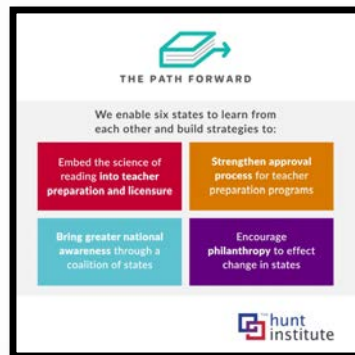 THE PATH FORWARD
We enable six states to learn from
each other and build strategies to:
Embed the science of
reading into teacher
preparation and licensure
Strengthen approval
process for teacher
preparation programs
Bring greater national
awareness through a
coalition of states
Encourage
philanthropy to effect
change in states
THE hunt
institute